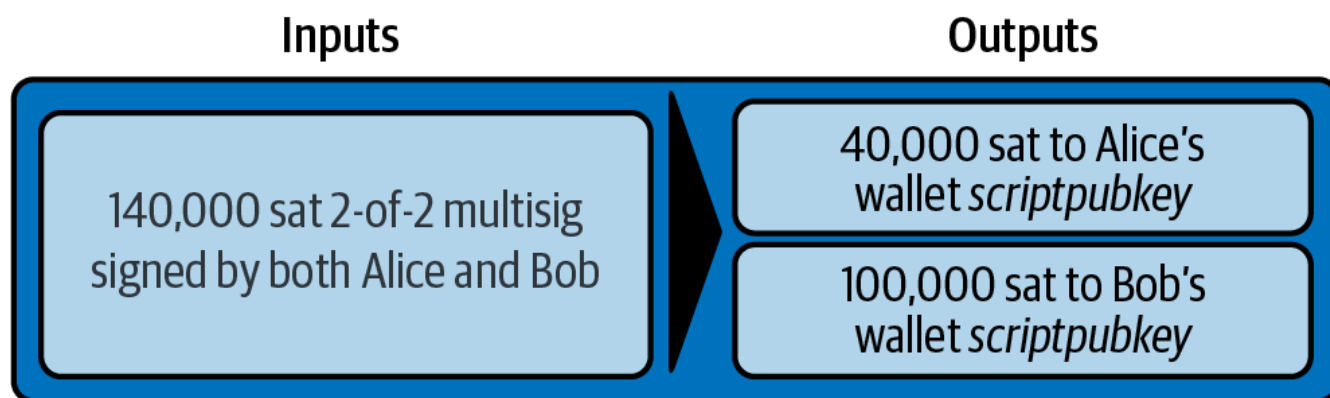 Inputs
Outputs
140,000 sat 2-of-2 multisig
signed by both Alice and Bob
40,000 sat to Alice’s
wallet scriptpubkey
100,000 sat to Bob’s
wallet scriptpubkey